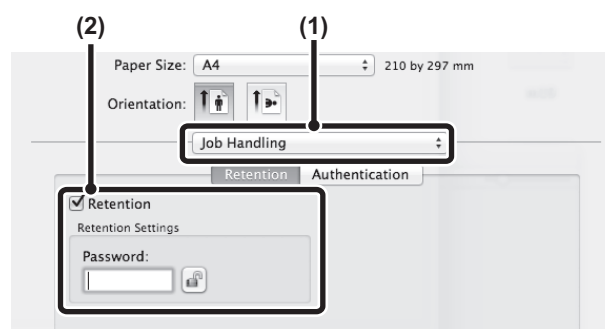 (2) (1)
Paper Size: A4 210 by 297 mm
Orientation:
Job Handling
Retention Authentication
Retention
Retention Settings
Password: